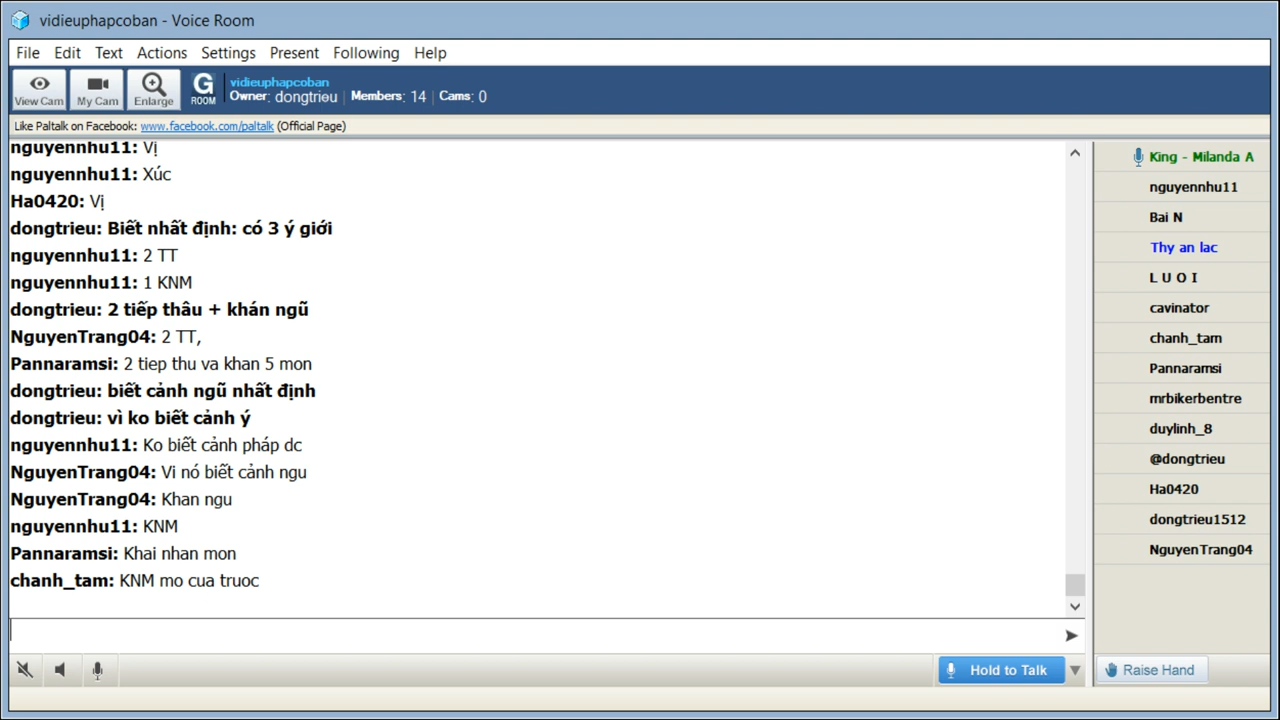 vidieuphapcoban - Voice Room
File Edit Text Actions Settings Present Following Help
View Cam
My Cam
Enlarge
G
ROOM
vidieuphapcoban
Owner: dongtrieu | Members: 14 | Cams: 0
Like Paltalk on Facebook: www.facebook.com/paltalk (Official Page)
nguyennhu11: Vị
nguyennhu11: Xúc
Ha0420: Vị
dongtrieu: Biết nhất định: có 3 ý giới
nguyennhu11: 2 TT
nguyennhu11: 1 KNM
dongtrieu: 2 tiếp thâu + khán ngũ
NguyenTrang04: 2 TT,
Pannaramsi: 2 tiep thu va khan 5 mon
dongtrieu: biết cảnh ngũ nhất định
dongtrieu: vì ko biết cảnh ý
nguyennhu11: Ko biết cảnh pháp dc
NguyenTrang04: Vi nó biết cảnh ngu
NguyenTrang04: Khan ngu
nguyennhu11: KNM
Pannaramsi: Khai nhan mon
chanh_tam: KNM mo cua truoc
King - Milanda A
nguyennhu11
Bai N
Thy an lac
L U O I
cavinator
chanh_tam
Pannaramsi
mrbikerbentre
duylinh_8
@dongtrieu
Ha0420
dongtrieu1512
NguyenTrang04
Hold to Talk
Raise Hand